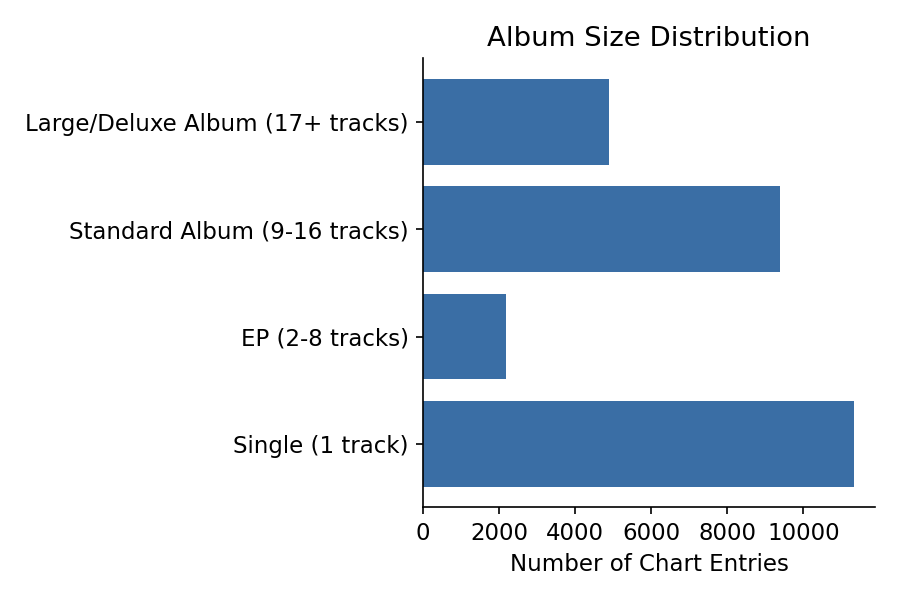 Album Size Distribution
Large/Deluxe Album (17+ tracks)
Standard Album (9-16 tracks)
EP (2-8 tracks)
Single (1 track)
0 2000 4000 6000 8000 10000
Number of Chart Entries